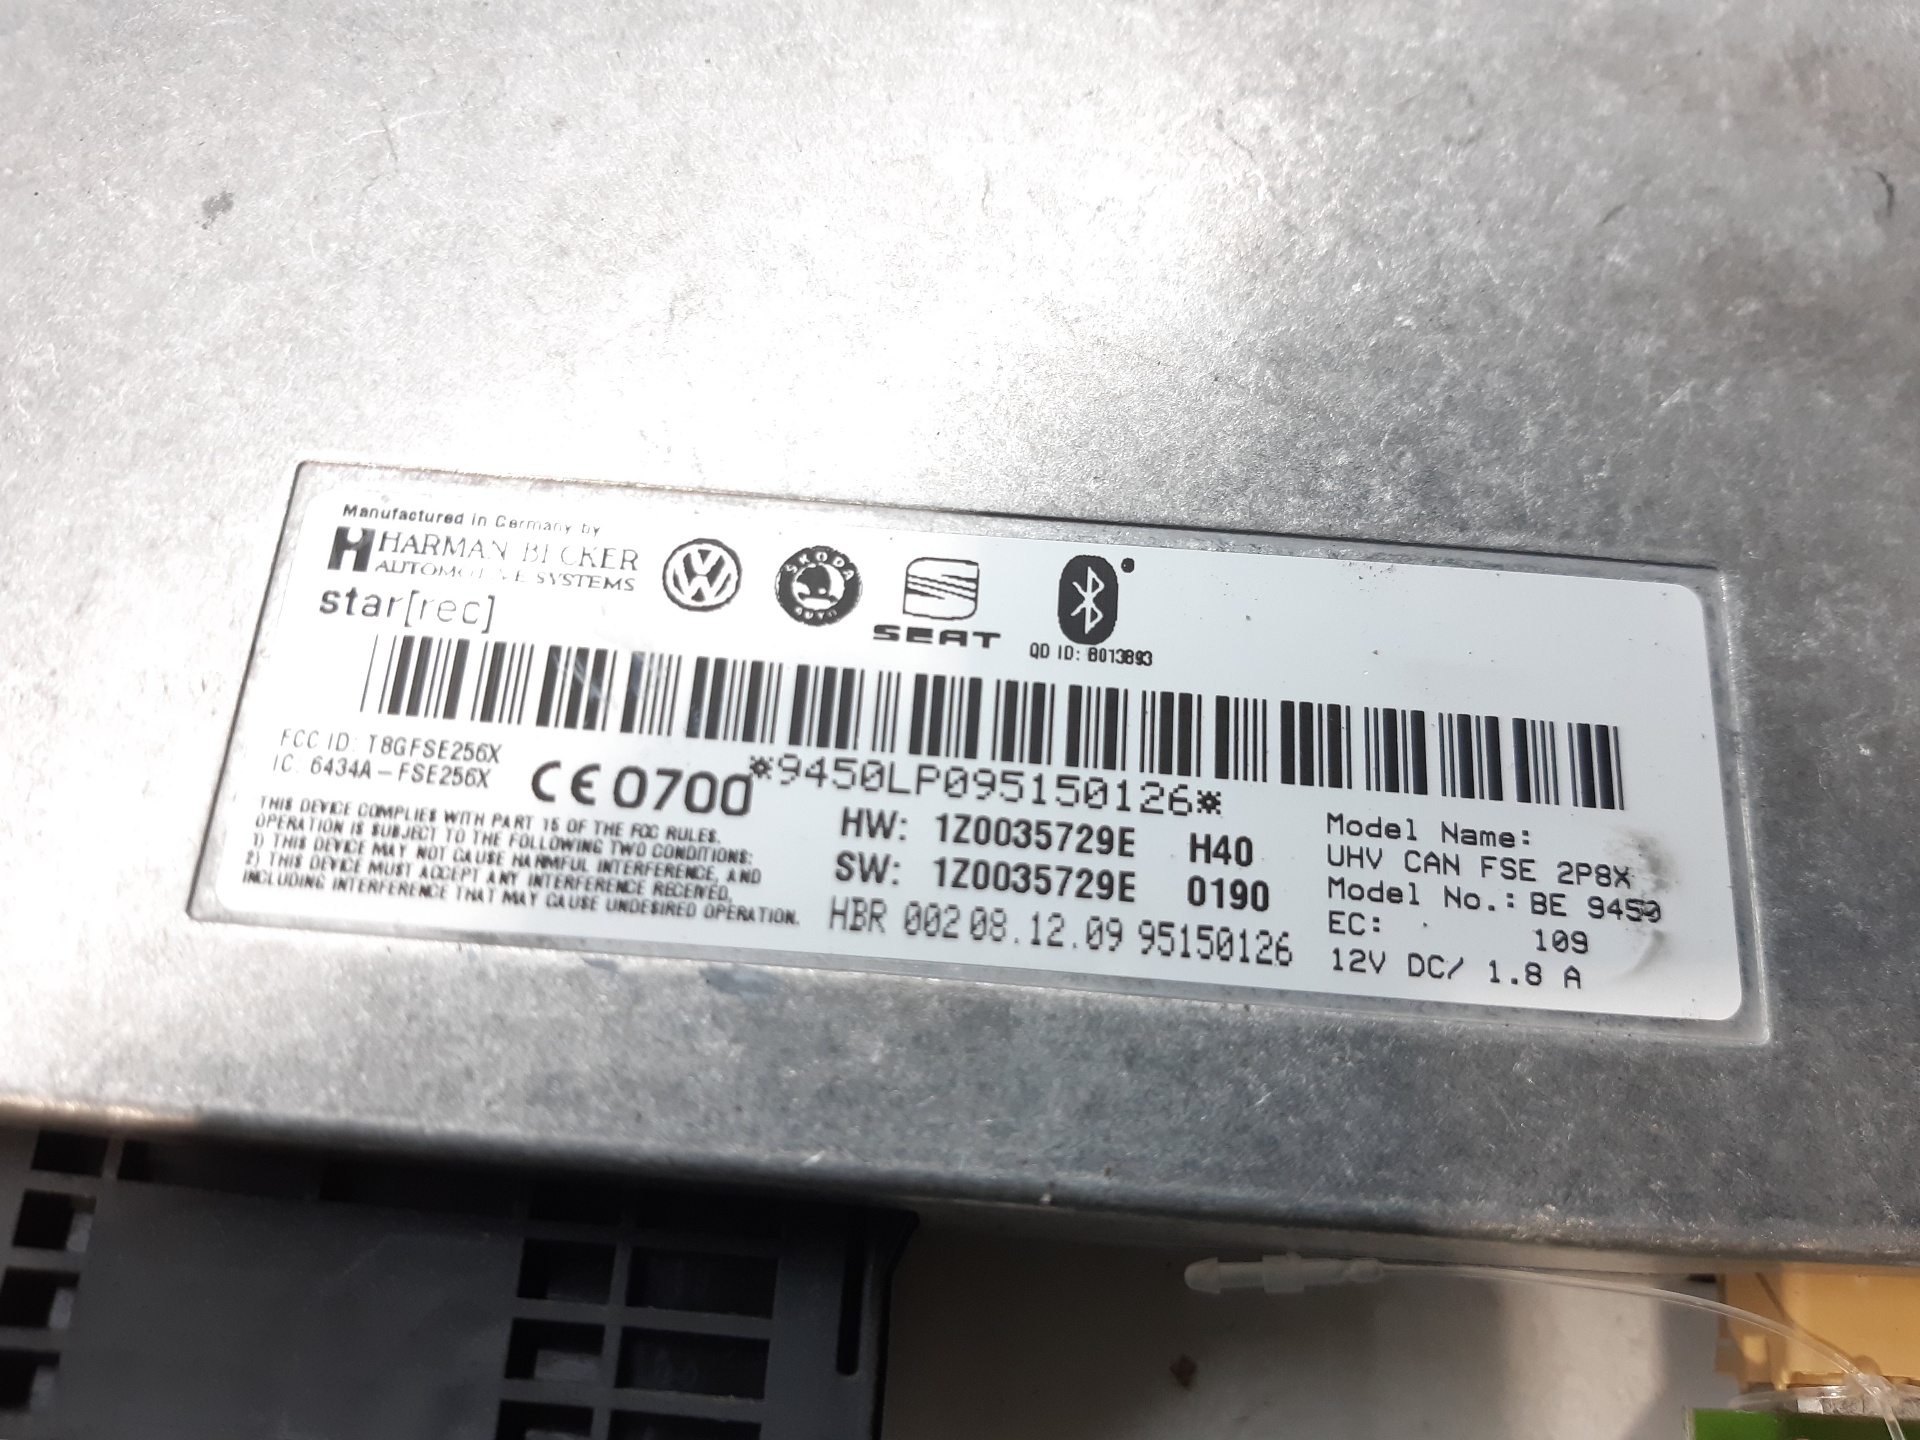 Manufactured in Germany by
HARMAN BECKER
AUTOMOTIVE SYSTEMS
star[rec]
SKODA
AUTO
SEAT
QD ID: B013893
FCC ID: T8GFSE256X
IC: 6434A-FSE256X
CE 0700
*9450LP095150126*
THIS DEVICE COMPLIES WITH PART 15 OF THE FCC RULES.
OPERATION IS SUBJECT TO THE FOLLOWING TWO CONDITIONS:
1) THIS DEVICE MAY NOT CAUSE HARMFUL INTERFERENCE, AND
2) THIS DEVICE MUST ACCEPT ANY INTERFERENCE RECEIVED,
INCLUDING INTERFERENCE THAT MAY CAUSE UNDESIRED OPERATION.
HW: 1Z0035729E H40
SW: 1Z0035729E 0190
HBR 002 08.12.09 95150126
Model Name:
UHV CAN FSE 2P8X
Model No.: BE 9450
EC: 109
12V DC/ 1.8 A